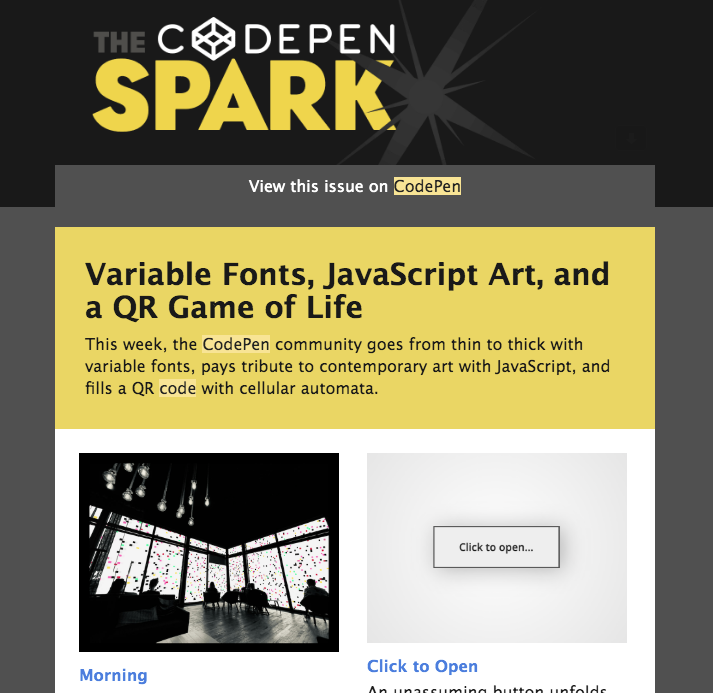 THE CODEPEN
SPARK
View this issue on CodePen
Variable Fonts, JavaScript Art, and
a QR Game of Life
This week, the CodePen community goes from thin to thick with
variable fonts, pays tribute to contemporary art with JavaScript, and
fills a QR code with cellular automata.
Click to open...
Morning
Click to Open
An unassuming button unfolds